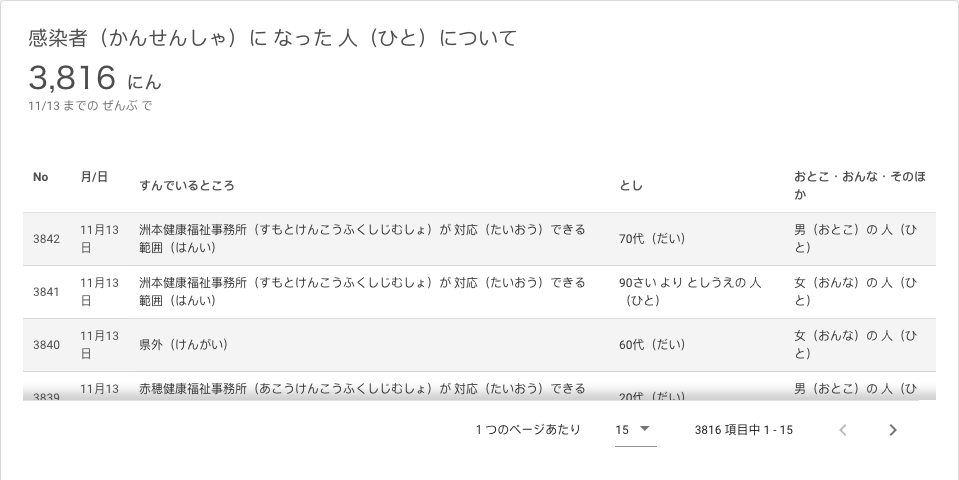 感染者（かんせんしゃ）に なった 人（ひと）について
3,816 にん
11/13 までの ぜんぶ で
No 月/日 すんでいるところ とし おとこ・おんな・そのほ
か
3842 11月13 洲本健康福祉事務所（すもとけんこうふくしじむしょ）が 対応（たいおう）できる 70代（だい） 男（おとこ）の 人（ひ
日 範囲（はんい） と）
3841 11月13 洲本健康福祉事務所（すもとけんこうふくしじむしょ）が 対応（たいおう）できる 90さい より としうえの 人 女（おんな）の 人（ひ
日 範囲（はんい） （ひと） と）
3840 11月13 県外（けんがい） 60代（だい） 女（おんな）の 人（ひ
日 と）
3839 11月13 赤穂健康福祉事務所（あこうけんこうふくしじむしょ）が 対応（たいおう）できる 20代（だい） 男（おとこ）の 人（ひ
1 つのページあたり 15 3816 項目中 1 - 15